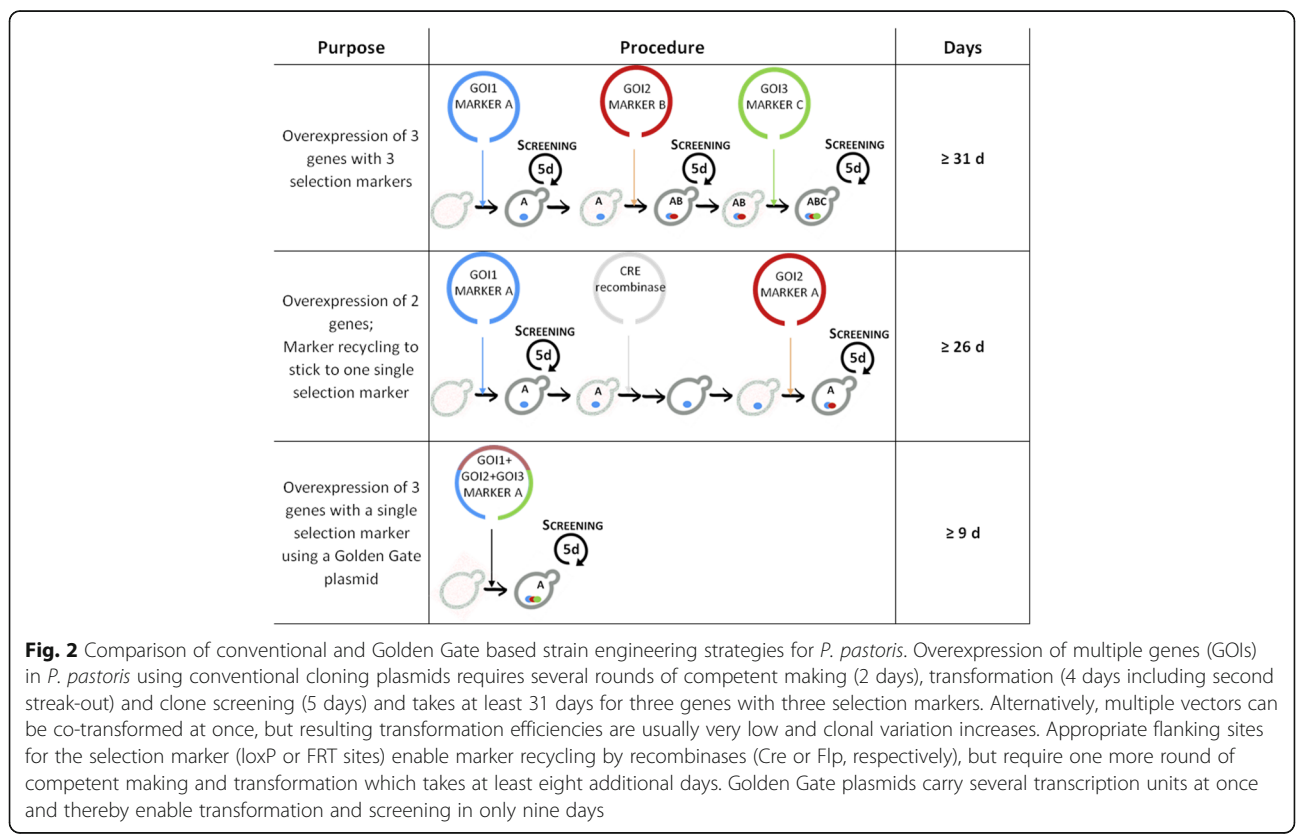 Purpose
Procedure
Days
Overexpression of 3
genes with 3
selection markers
GOI1
MARKER A
GOI2
MARKER B
GOI3
MARKER C
SCREENING
5d
SCREENING
5d
SCREENING
5d
A
A
AB
AB
ABC
≥ 31 d
Overexpression of 2
genes;
Marker recycling to
stick to one single
selection marker
GOI1
MARKER A
CRE
recombinase
GOI2
MARKER A
SCREENING
5d
SCREENING
5d
A
A
A
≥ 26 d
Overexpression of 3
genes with a single
selection marker
using a Golden Gate
plasmid
GOI1+
GOI2+GOI3
MARKER A
SCREENING
5d
A
≥ 9 d
Fig. 2 Comparison of conventional and Golden Gate based strain engineering strategies for P. pastoris. Overexpression of multiple genes (GOIs)
in P. pastoris using conventional cloning plasmids requires several rounds of competent making (2 days), transformation (4 days including second
streak-out) and clone screening (5 days) and takes at least 31 days for three genes with three selection markers. Alternatively, multiple vectors can
be co-transformed at once, but resulting transformation efficiencies are usually very low and clonal variation increases. Appropriate flanking sites
for the selection marker (loxP or FRT sites) enable marker recycling by recombinases (Cre or Flp, respectively), but require one more round of
competent making and transformation which takes at least eight additional days. Golden Gate plasmids carry several transcription units at once
and thereby enable transformation and screening in only nine days